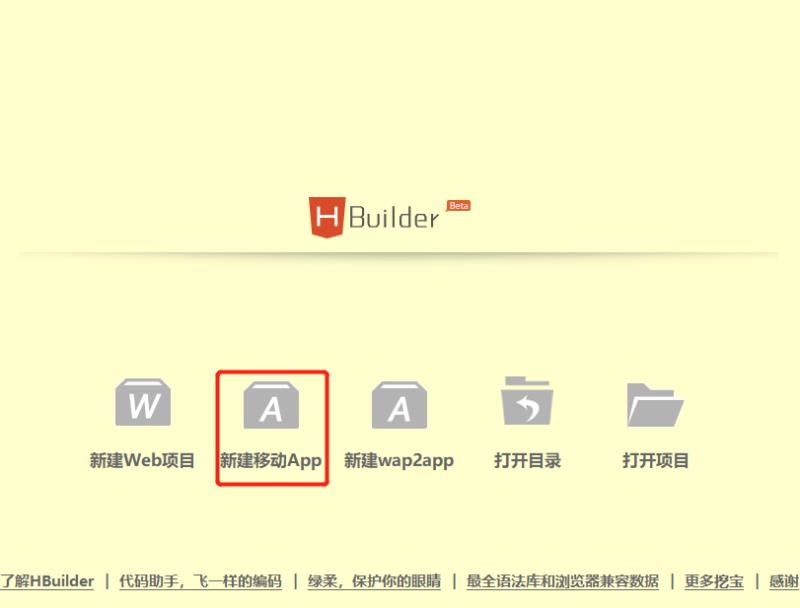 H Builder Beta
W A A
新建Web项目 新建移动App 新建wap2app 打开目录 打开项目
了解HBuilder | 代码助手，飞一样的编码 | 绿柔，保护你的眼睛 | 最全语法库和浏览器兼容数据 | 更多挖宝 | 感谢